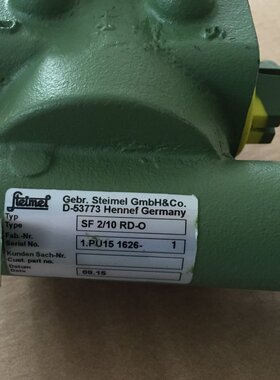 Steimel
Gebr. Steimel GmbH&Co.
D-53773 Hennef Germany
Typ
Type SF 2/10 RD-O
Fab.-Nr.
Serial No. 1.PU15 1626- 1
Kunden Sach-Nr.
Cust. part no.
Datum
Date 08.15